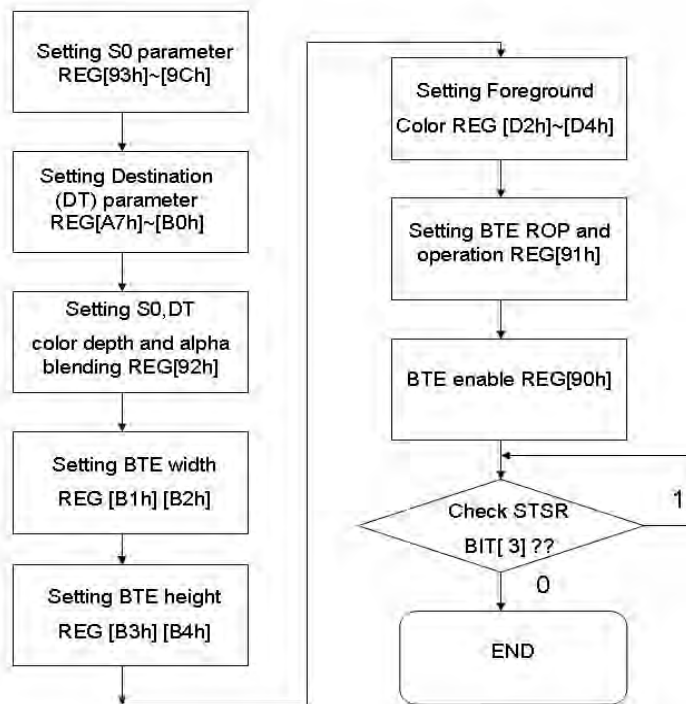 Setting S0 parameter
REG[93h]~[9Ch]
Setting Destination
(DT) parameter
REG[A7h]~[B0h]
Setting S0,DT
color depth and alpha
blending REG[92h]
Setting BTE width
REG [B1h] [B2h]
Setting BTE height
REG [B3h] [B4h]
Setting Foreground
Color REG [D2h]~[D4h]
Setting BTE ROP and
operation REG[91h]
BTE enable REG[90h]
Check STSR
BIT[ 3] ??
1
0
END